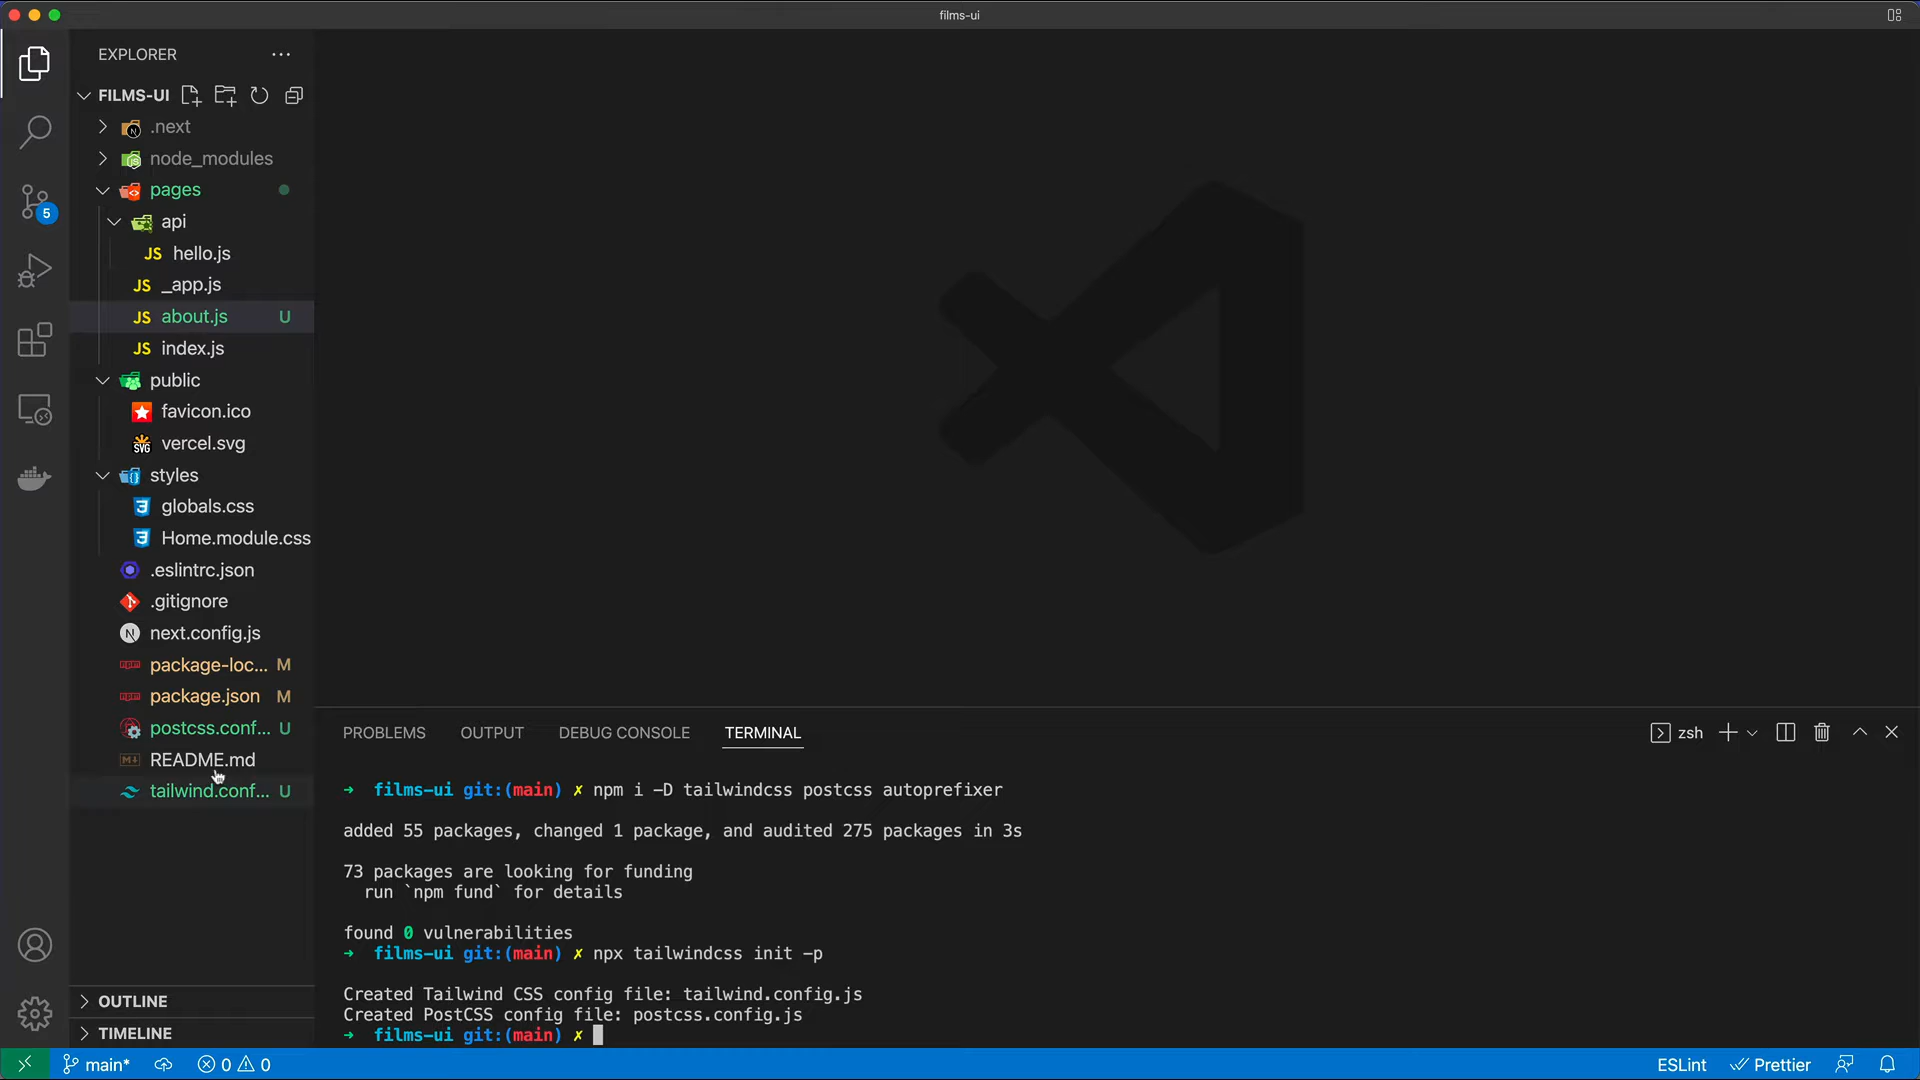 films-ui
EXPLORER
FILMS-UI
.next
node_modules
pages
api
JS hello.js
JS _app.js
JS about.js U
JS index.js
public
favicon.ico
SVG vercel.svg
styles
globals.css
Home.module.css
.eslintrc.json
.gitignore
N next.config.js
package-loc... M
package.json M
postcss.conf... U
README.md
tailwind.conf... U
OUTLINE
TIMELINE
5
PROBLEMS OUTPUT DEBUG CONSOLE TERMINAL
zsh
➜ films-ui git:(main) ✗ npm i -D tailwindcss postcss autoprefixer
added 55 packages, changed 1 package, and audited 275 packages in 3s
73 packages are looking for funding
run `npm fund` for details
found 0 vulnerabilities
➜ films-ui git:(main) ✗ npx tailwindcss init -p
Created Tailwind CSS config file: tailwind.config.js
Created PostCSS config file: postcss.config.js
➜ films-ui git:(main) ✗
main* 0 0
ESLint Prettier